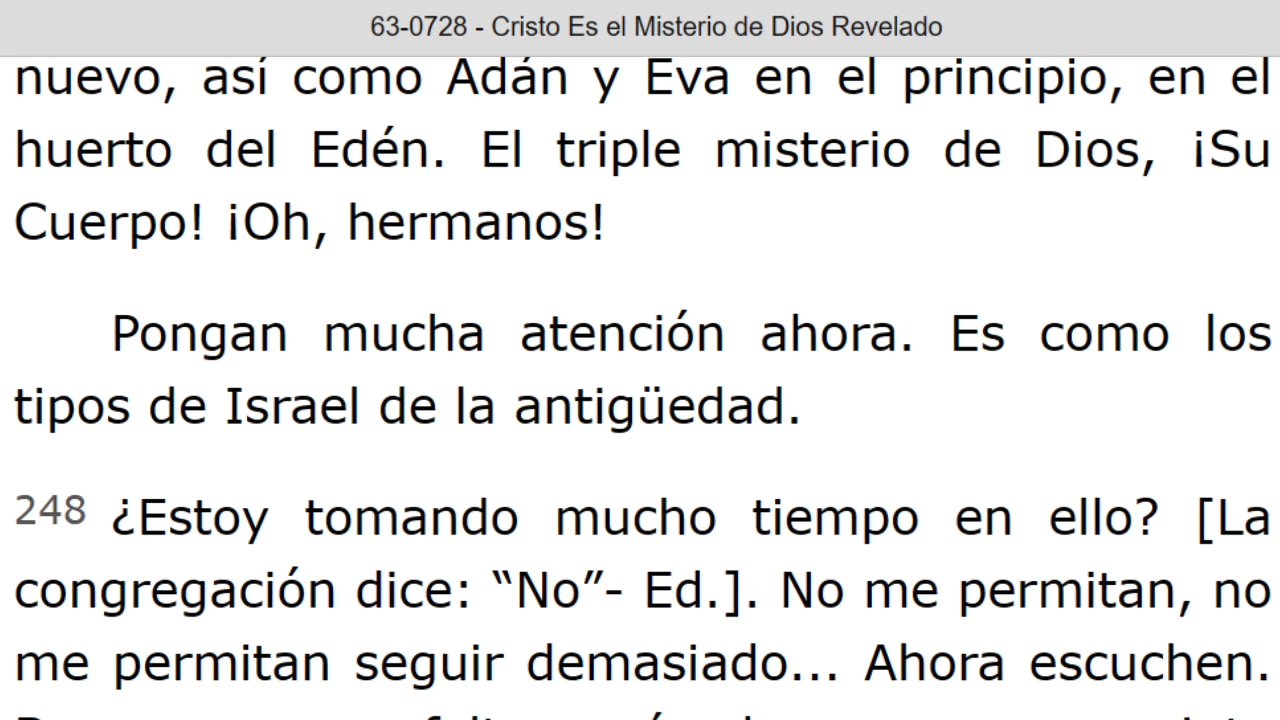 63-0728 - Cristo Es el Misterio de Dios Revelado
nuevo, así como Adán y Eva en el principio, en el
huerto del Edén. El triple misterio de Dios, ¡Su
Cuerpo! ¡Oh, hermanos!
Pongan mucha atención ahora. Es como los
tipos de Israel de la antigüedad.
248 ¿Estoy tomando mucho tiempo en ello? [La
congregación dice: “No”- Ed.]. No me permitan, no
me permitan seguir demasiado... Ahora escuchen.